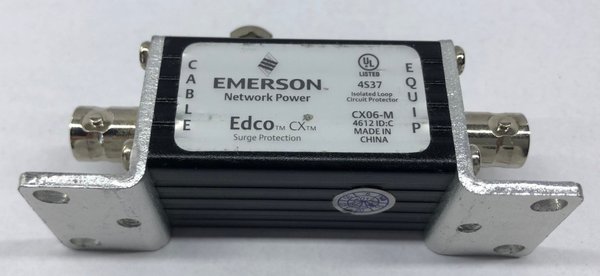 CABLE
EMERSON™
Network Power
Edco™ CX™
Surge Protection
UL
LISTED
4S37
Isolated Loop
Circuit Protector
CX06-M
4612 ID:C
MADE IN
CHINA
EQUIP